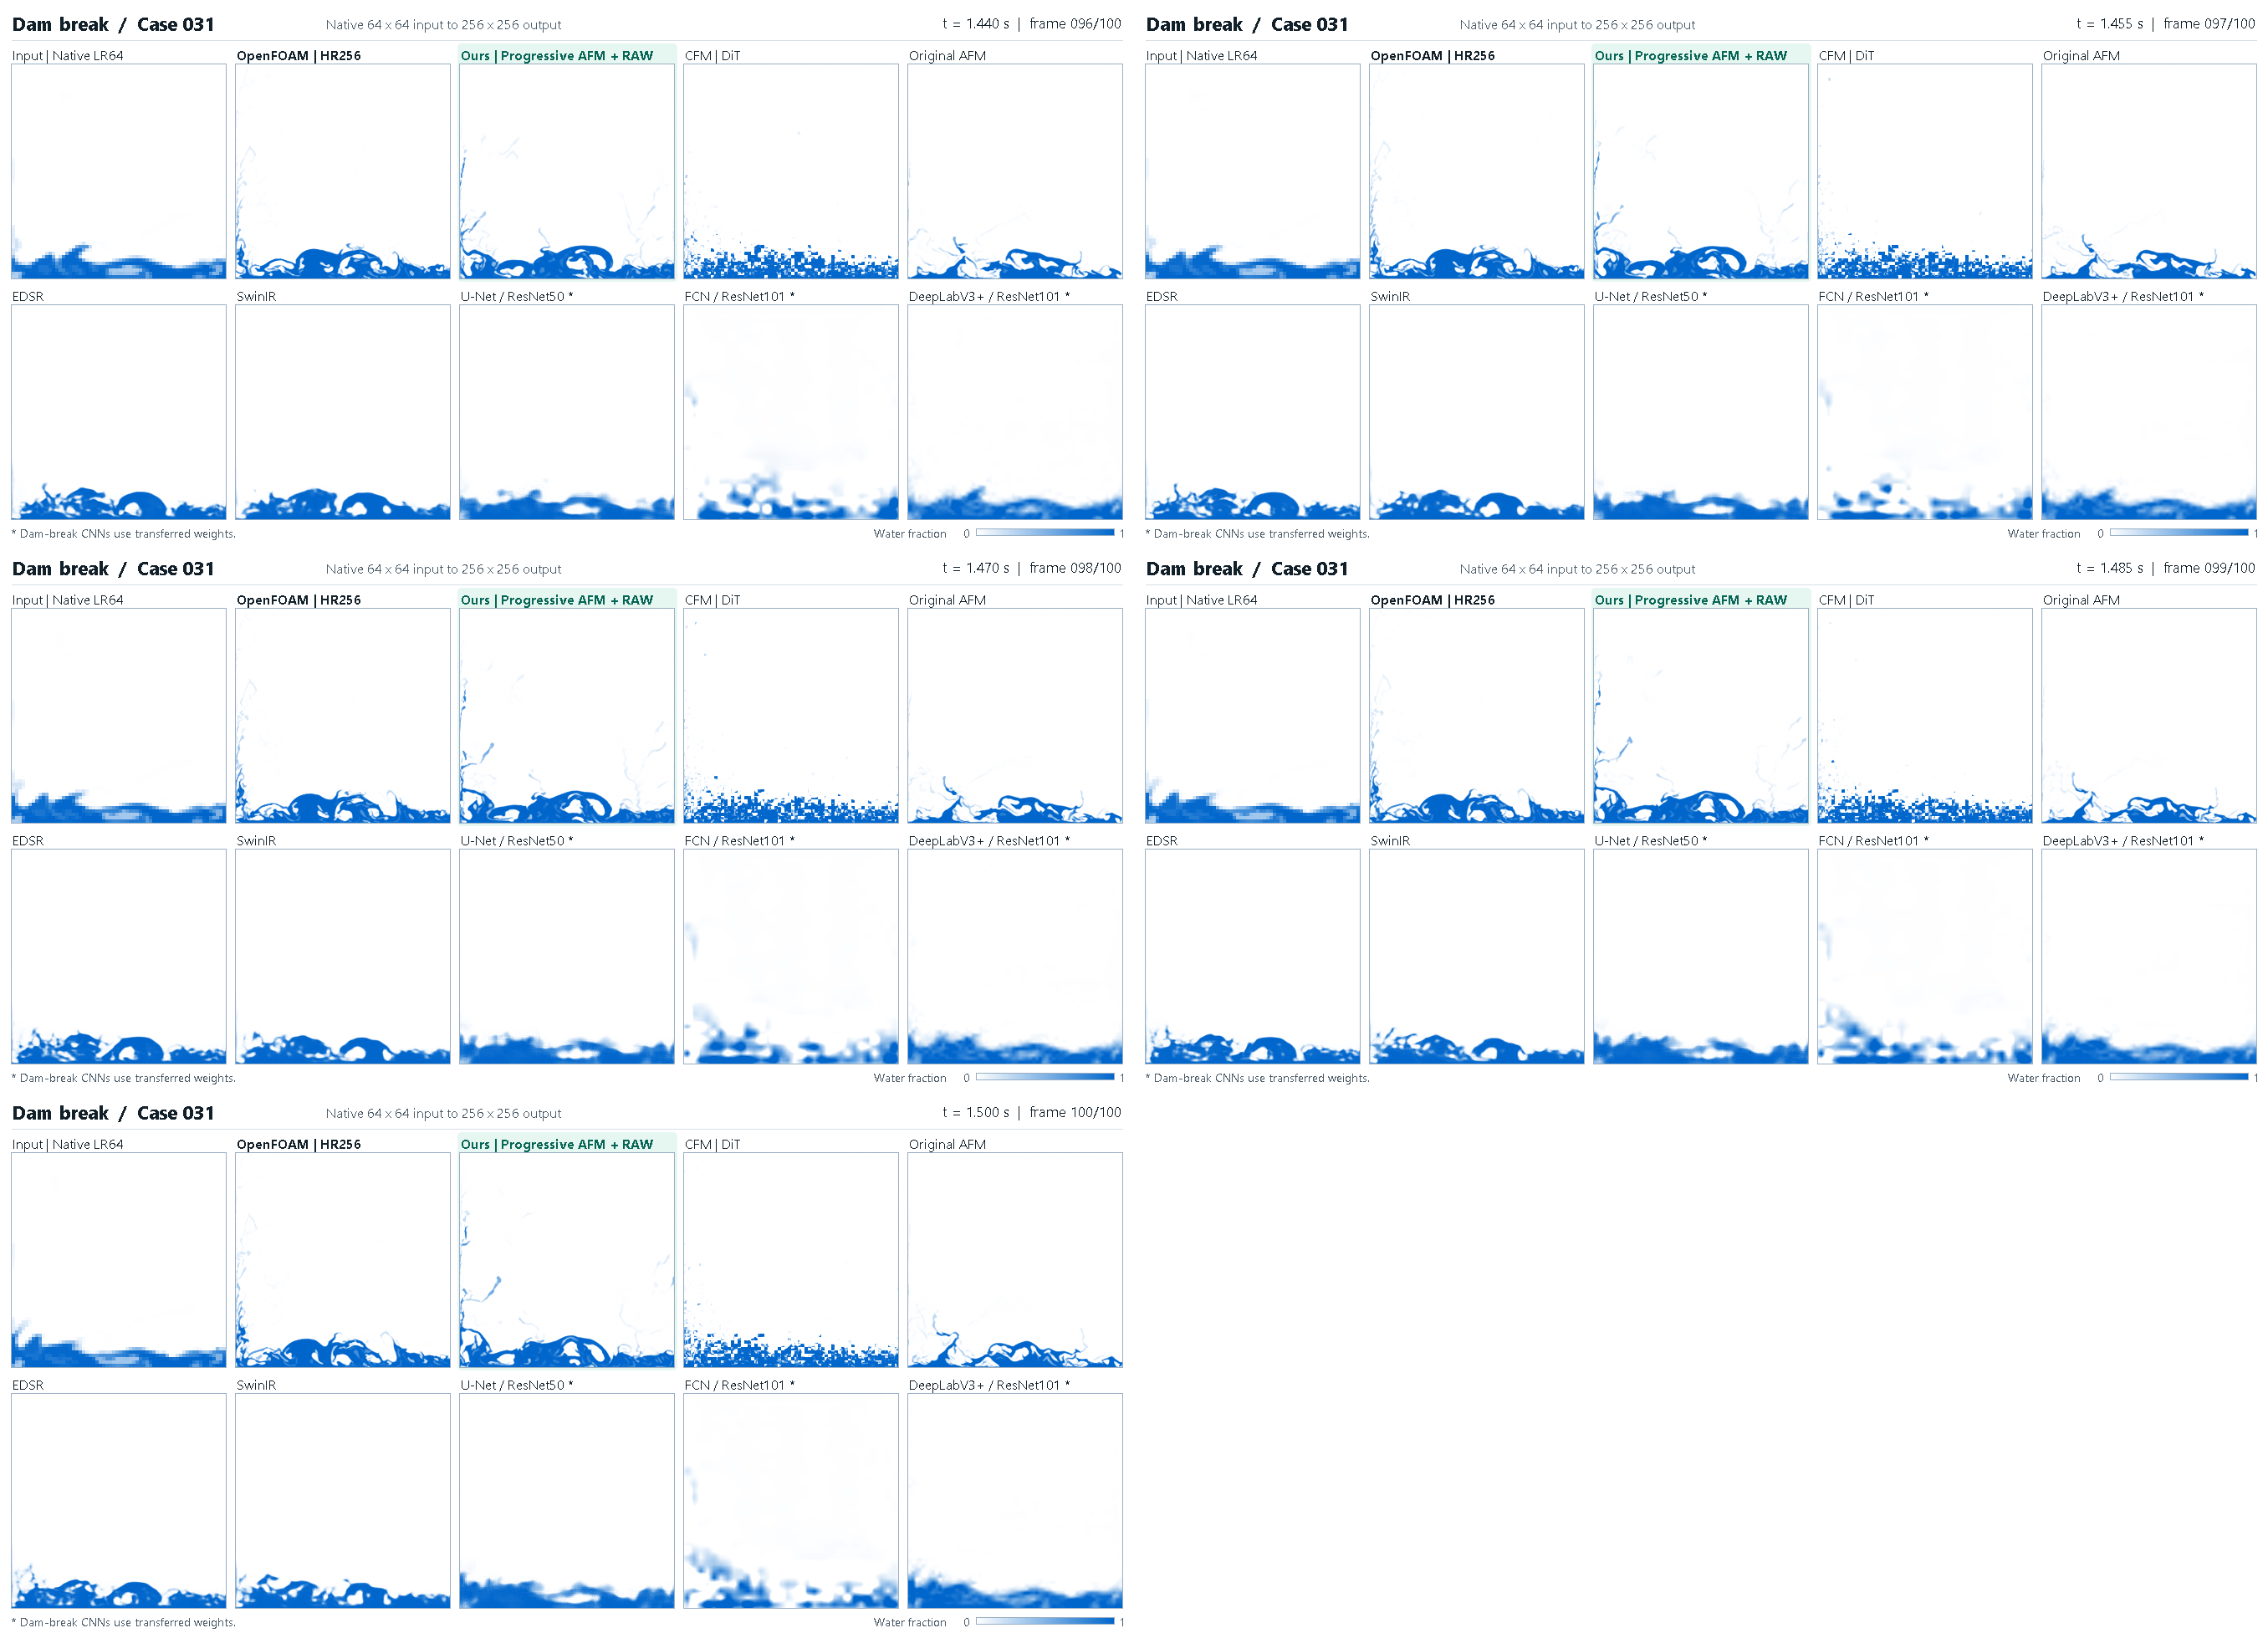 Dam break / Case 031 Native 64 x 64 input to 256 x 256 output t = 1.440 s | frame 096/100
Input | Native LR64 OpenFOAM | HR256 Ours | Progressive AFM + RAW CFM | DiT Original AFM
EDSR SwinIR U-Net / ResNet50 * FCN / ResNet101 * DeepLabV3+ / ResNet101 *
* Dam-break CNNs use transferred weights. Water fraction 0 1
Dam break / Case 031 Native 64 x 64 input to 256 x 256 output t = 1.455 s | frame 097/100
Input | Native LR64 OpenFOAM | HR256 Ours | Progressive AFM + RAW CFM | DiT Original AFM
EDSR SwinIR U-Net / ResNet50 * FCN / ResNet101 * DeepLabV3+ / ResNet101 *
* Dam-break CNNs use transferred weights. Water fraction 0 1
Dam break / Case 031 Native 64 x 64 input to 256 x 256 output t = 1.470 s | frame 098/100
Input | Native LR64 OpenFOAM | HR256 Ours | Progressive AFM + RAW CFM | DiT Original AFM
EDSR SwinIR U-Net / ResNet50 * FCN / ResNet101 * DeepLabV3+ / ResNet101 *
* Dam-break CNNs use transferred weights. Water fraction 0 1
Dam break / Case 031 Native 64 x 64 input to 256 x 256 output t = 1.485 s | frame 099/100
Input | Native LR64 OpenFOAM | HR256 Ours | Progressive AFM + RAW CFM | DiT Original AFM
EDSR SwinIR U-Net / ResNet50 * FCN / ResNet101 * DeepLabV3+ / ResNet101 *
* Dam-break CNNs use transferred weights. Water fraction 0 1
Dam break / Case 031 Native 64 x 64 input to 256 x 256 output t = 1.500 s | frame 100/100
Input | Native LR64 OpenFOAM | HR256 Ours | Progressive AFM + RAW CFM | DiT Original AFM
EDSR SwinIR U-Net / ResNet50 * FCN / ResNet101 * DeepLabV3+ / ResNet101 *
* Dam-break CNNs use transferred weights. Water fraction 0 1